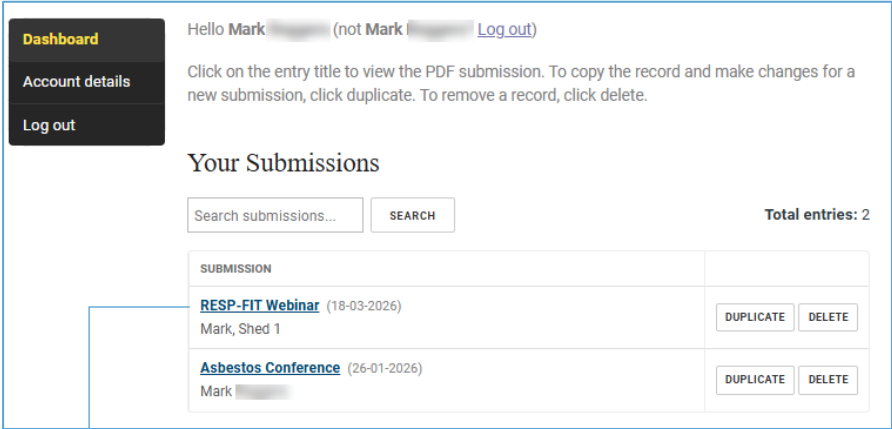 Dashboard
Account details
Log out
Hello Mark (not Mark Log out)
Click on the entry title to view the PDF submission. To copy the record and make changes for a
new submission, click duplicate. To remove a record, click delete.
Your Submissions
Search submissions...
SEARCH
Total entries: 2
SUBMISSION
RESP-FIT Webinar (18-03-2026)
Mark, Shed 1
DUPLICATE DELETE
Asbestos Conference (26-01-2026)
Mark
DUPLICATE DELETE